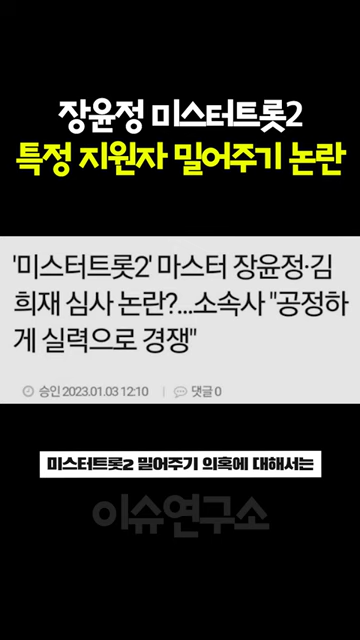 장윤정 미스터트롯2
특정 지원자 밀어주기 논란
'미스터트롯2' 마스터 장윤정·김
희재 심사 논란?...소속사 "공정하
게 실력으로 경쟁"
승인 2023.01.03 12:10 댓글 0
미스터트롯2 밀어주기 의혹에 대해서는
이슈연구소